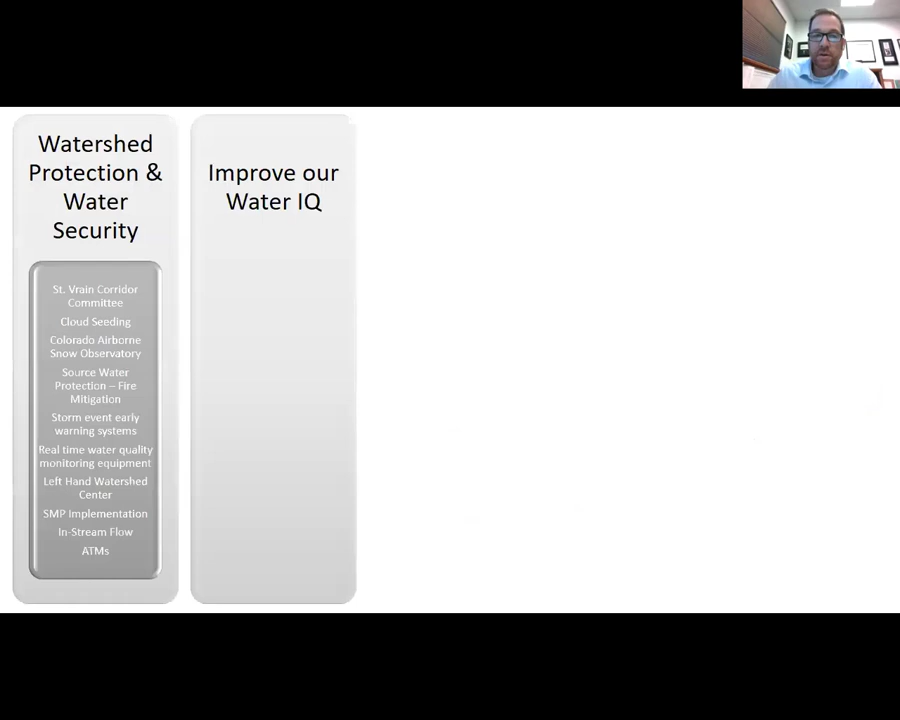 Watershed
Protection &
Water
Security
St. Vrain Corridor
Committee
Cloud Seeding
Colorado Airborne
Snow Observatory
Source Water
Protection – Fire
Mitigation
Storm event early
warning systems
Real time water quality
monitoring equipment
Left Hand Watershed
Center
SMP Implementation
In-Stream Flow
ATMs
Improve our
Water IQ